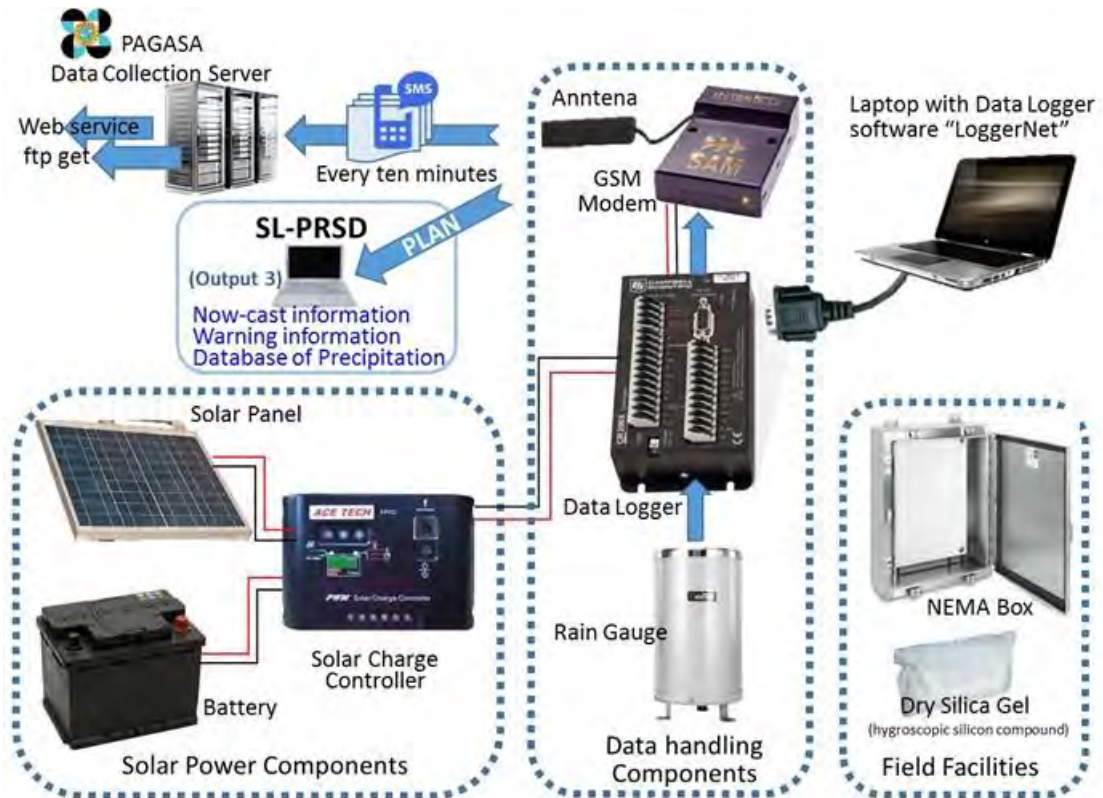 PAGASA
Data Collection Server
Web service
ftp get
SMS
Every ten minutes
PLAN
SL-PRSD
(Output 3)
Now-cast information
Warning information
Database of Precipitation
Anntena
SAM
GSM
Modem
Laptop with Data Logger
software “LoggerNet”
CAMPBELL
SCIENTIFIC
Data Logger
Rain Gauge
Data handling
Components
Solar Panel
ACE TECH
Solar Charge Controller
Solar Charge
Controller
Battery
Solar Power Components
NEMA Box
Dry Silica Gel
(hygroscopic silicon compound)
Field Facilities